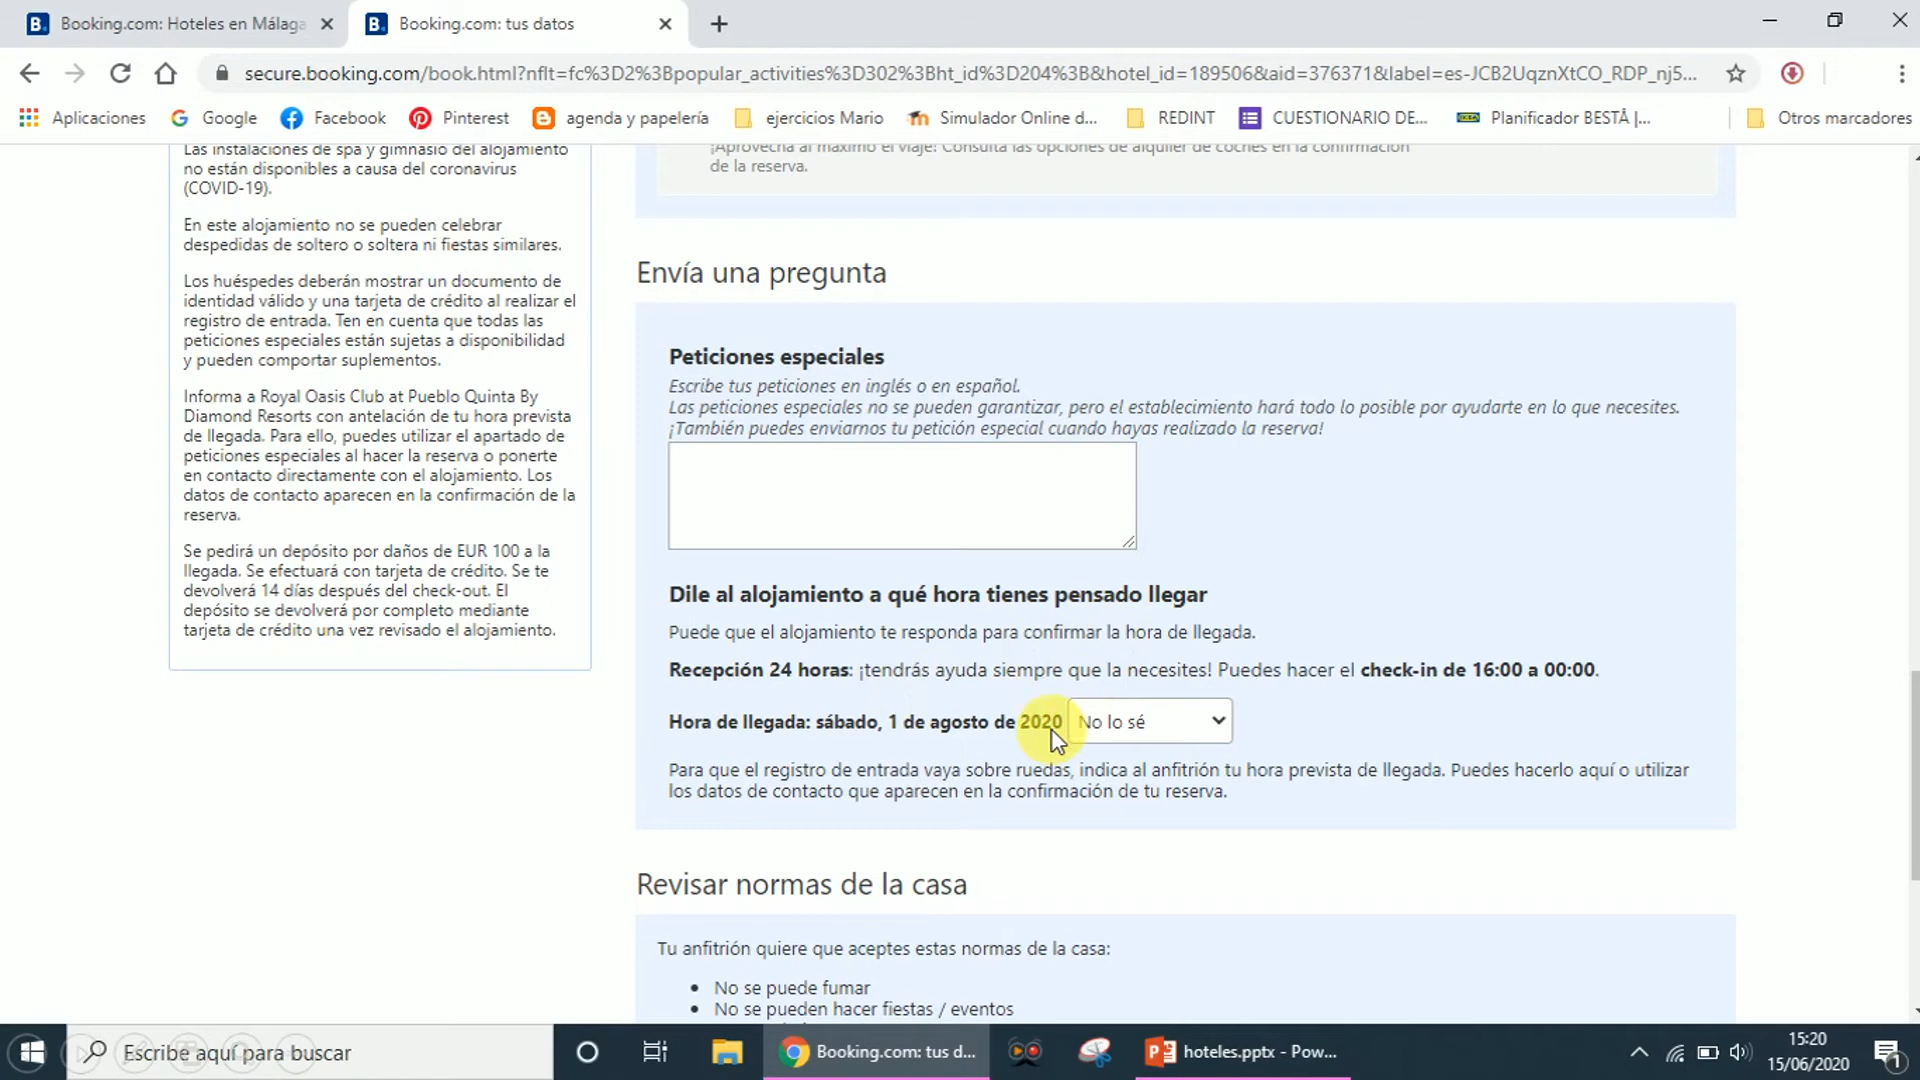 Booking.com: Hoteles en Málaga
Booking.com: tus datos
secure.booking.com/book.html?nflt=fc%3D2%3Bpopular_activities%3D302%3Bht_id%3D204%3B&hotel_id=189506&aid=376371&label=es-JCB2UqznXtCO_RDP_nj5...
Aplicaciones
Google
Facebook
Pinterest
agenda y papelería
ejercicios Mario
Simulador Online d...
REDINT
CUESTIONARIO DE...
Planificador BESTÅ |...
Otros marcadores
Las instalaciones de spa y gimnasio del alojamiento
no están disponibles a causa del coronavirus
(COVID-19).
En este alojamiento no se pueden celebrar
despedidas de soltero o soltera ni fiestas similares.
Los huéspedes deberán mostrar un documento de
identidad válido y una tarjeta de crédito al realizar el
registro de entrada. Ten en cuenta que todas las
peticiones especiales están sujetas a disponibilidad
y pueden comportar suplementos.
Informa a Royal Oasis Club at Pueblo Quinta By
Diamond Resorts con antelación de tu hora prevista
de llegada. Para ello, puedes utilizar el apartado de
peticiones especiales al hacer la reserva o ponerte
en contacto directamente con el alojamiento. Los
datos de contacto aparecen en la confirmación de la
reserva.
Se pedirá un depósito por daños de EUR 100 a la
llegada. Se efectuará con tarjeta de crédito. Se te
devolverá 14 días después del check-out. El
depósito se devolverá por completo mediante
tarjeta de crédito una vez revisado el alojamiento.
¡Aprovecha al máximo el viaje! Consulta las opciones de alquiler de coches en la confirmación
de la reserva.
Envía una pregunta
Peticiones especiales
Escribe tus peticiones en inglés o en español.
Las peticiones especiales no se pueden garantizar, pero el establecimiento hará todo lo posible por ayudarte en lo que necesites.
¡También puedes enviarnos tu petición especial cuando hayas realizado la reserva!
Dile al alojamiento a qué hora tienes pensado llegar
Puede que el alojamiento te responda para confirmar la hora de llegada.
Recepción 24 horas: ¡tendrás ayuda siempre que la necesites! Puedes hacer el check-in de 16:00 a 00:00.
Hora de llegada: sábado, 1 de agosto de 2020 No lo sé
Para que el registro de entrada vaya sobre ruedas, indica al anfitrión tu hora prevista de llegada. Puedes hacerlo aquí o utilizar
los datos de contacto que aparecen en la confirmación de tu reserva.
Revisar normas de la casa
Tu anfitrión quiere que aceptes estas normas de la casa:
• No se puede fumar
• No se pueden hacer fiestas / eventos
Escribe aquí para buscar
Booking.com: tus d...
hoteles.pptx - Pow...
15:20
15/06/2020
1